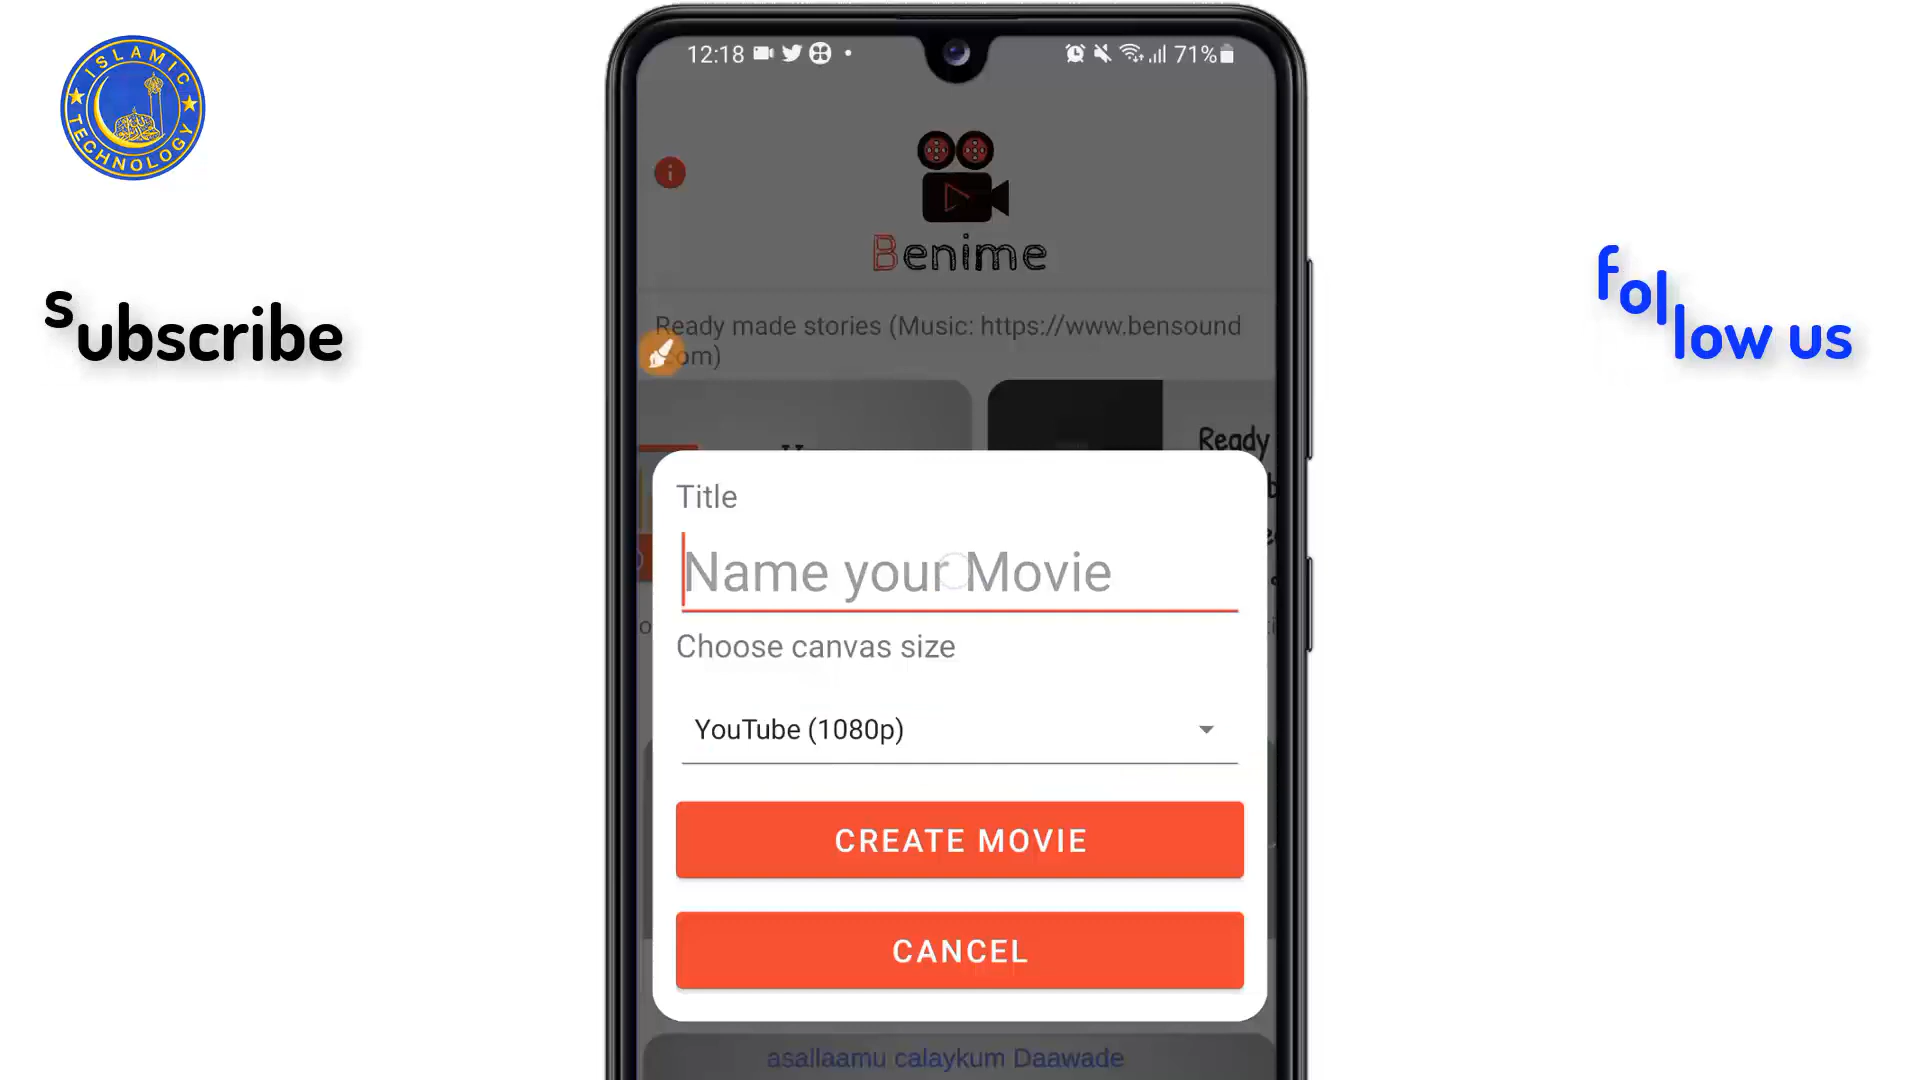 ISLAMIC
TECHNOLOGY
subscribe
follow us
12:18
71%
i
Benime
Ready made stories (Music: https://www.bensound
om)
Ready
Title
Name your Movie
Choose canvas size
YouTube (1080p)
CREATE MOVIE
CANCEL
asallaamu calaykum Daawade